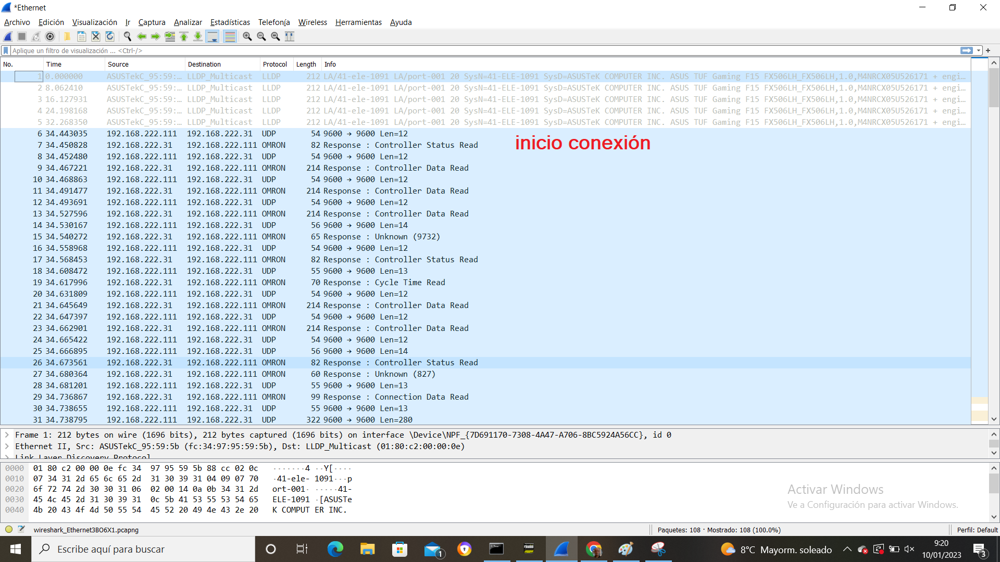 *Ethernet
Archivo Edición Visualización Ir Captura Analizar Estadísticas Telefonía Wireless Herramientas Ayuda
Aplique un filtro de visualización ... <Ctrl-/>
No. Time Source Destination Protocol Length Info
1 0.000000 ASUSTekC_95:59:... LLDP_Multicast LLDP 212 LA/41-ele-1091 LA/port-001 20 SysN=41-ELE-1091 SysD=ASUSTeK COMPUTER INC. ASUS TUF Gaming F15 FX506LH_FX506LH,1.0,M4NRCX05U526171 + engi...
2 8.062410 ASUSTekC_95:59:... LLDP_Multicast LLDP 212 LA/41-ele-1091 LA/port-001 20 SysN=41-ELE-1091 SysD=ASUSTeK COMPUTER INC. ASUS TUF Gaming F15 FX506LH_FX506LH,1.0,M4NRCX05U526171 + engi...
3 16.127931 ASUSTekC_95:59:... LLDP_Multicast LLDP 212 LA/41-ele-1091 LA/port-001 20 SysN=41-ELE-1091 SysD=ASUSTeK COMPUTER INC. ASUS TUF Gaming F15 FX506LH_FX506LH,1.0,M4NRCX05U526171 + engi...
4 24.198168 ASUSTekC_95:59:... LLDP_Multicast LLDP 212 LA/41-ele-1091 LA/port-001 20 SysN=41-ELE-1091 SysD=ASUSTeK COMPUTER INC. ASUS TUF Gaming F15 FX506LH_FX506LH,1.0,M4NRCX05U526171 + engi...
5 32.268350 ASUSTekC_95:59:... LLDP_Multicast LLDP 212 LA/41-ele-1091 LA/port-001 20 SysN=41-ELE-1091 SysD=ASUSTeK COMPUTER INC. ASUS TUF Gaming F15 FX506LH_FX506LH,1.0,M4NRCX05U526171 + engi...
6 34.443035 192.168.222.111 192.168.222.31 UDP 54 9600 → 9600 Len=12
inicio conexión
7 34.450828 192.168.222.31 192.168.222.111 OMRON 82 Response : Controller Status Read
8 34.452480 192.168.222.111 192.168.222.31 UDP 54 9600 → 9600 Len=12
9 34.467221 192.168.222.31 192.168.222.111 OMRON 214 Response : Controller Data Read
10 34.468863 192.168.222.111 192.168.222.31 UDP 54 9600 → 9600 Len=12
11 34.491477 192.168.222.31 192.168.222.111 OMRON 214 Response : Controller Data Read
12 34.493691 192.168.222.111 192.168.222.31 UDP 54 9600 → 9600 Len=12
13 34.527596 192.168.222.31 192.168.222.111 OMRON 214 Response : Controller Data Read
14 34.530167 192.168.222.111 192.168.222.31 UDP 56 9600 → 9600 Len=14
15 34.540272 192.168.222.31 192.168.222.111 OMRON 65 Response : Unknown (9732)
16 34.558968 192.168.222.111 192.168.222.31 UDP 54 9600 → 9600 Len=12
17 34.568453 192.168.222.31 192.168.222.111 OMRON 82 Response : Controller Status Read
18 34.608472 192.168.222.111 192.168.222.31 UDP 55 9600 → 9600 Len=13
19 34.617996 192.168.222.31 192.168.222.111 OMRON 70 Response : Cycle Time Read
20 34.631809 192.168.222.111 192.168.222.31 UDP 54 9600 → 9600 Len=12
21 34.645649 192.168.222.31 192.168.222.111 OMRON 214 Response : Controller Data Read
22 34.647397 192.168.222.111 192.168.222.31 UDP 54 9600 → 9600 Len=12
23 34.662901 192.168.222.31 192.168.222.111 OMRON 214 Response : Controller Data Read
24 34.665422 192.168.222.111 192.168.222.31 UDP 54 9600 → 9600 Len=12
25 34.666895 192.168.222.111 192.168.222.31 UDP 56 9600 → 9600 Len=14
26 34.673561 192.168.222.31 192.168.222.111 OMRON 82 Response : Controller Status Read
27 34.680364 192.168.222.31 192.168.222.111 OMRON 60 Response : Unknown (827)
28 34.681201 192.168.222.111 192.168.222.31 UDP 55 9600 → 9600 Len=13
29 34.736867 192.168.222.31 192.168.222.111 OMRON 99 Response : Connection Data Read
30 34.738655 192.168.222.111 192.168.222.31 UDP 55 9600 → 9600 Len=13
31 34.738795 192.168.222.111 192.168.222.31 UDP 322 9600 → 9600 Len=280
Frame 1: 212 bytes on wire (1696 bits), 212 bytes captured (1696 bits) on interface \Device\NPF_{7D691170-7308-4A47-A706-8BC5924A56CC}, id 0
Ethernet II, Src: ASUSTekC_95:59:5b (fc:34:97:95:59:5b), Dst: LLDP_Multicast (01:80:c2:00:00:0e)
Link Layer Discovery Protocol
0000 01 80 c2 00 00 0e fc 34 97 95 59 5b 88 cc 02 0c ·······4 ··Y[····
0010 07 34 31 2d 65 6c 65 2d 31 30 39 31 04 09 07 70 ·41-ele- 1091···p
0020 6f 72 74 2d 30 30 31 06 02 00 14 0a 0b 34 31 2d ort-001· ·····41-
0030 45 4c 45 2d 31 30 39 31 0c 5b 41 53 55 53 54 65 ELE-1091 ·[ASUSTe
0040 4b 20 43 4f 4d 50 55 54 45 52 20 49 4e 43 2e 20 K COMPUT ER INC.
Activar Windows
Ve a Configuración para activar Windows.
wireshark_Ethernet3BO6X1.pcapng
Paquetes: 108 · Mostrado: 108 (100.0%)
Perfil: Default
Escribe aquí para buscar
1
8°C Mayorm. soleado
9:20
10/01/2023
3